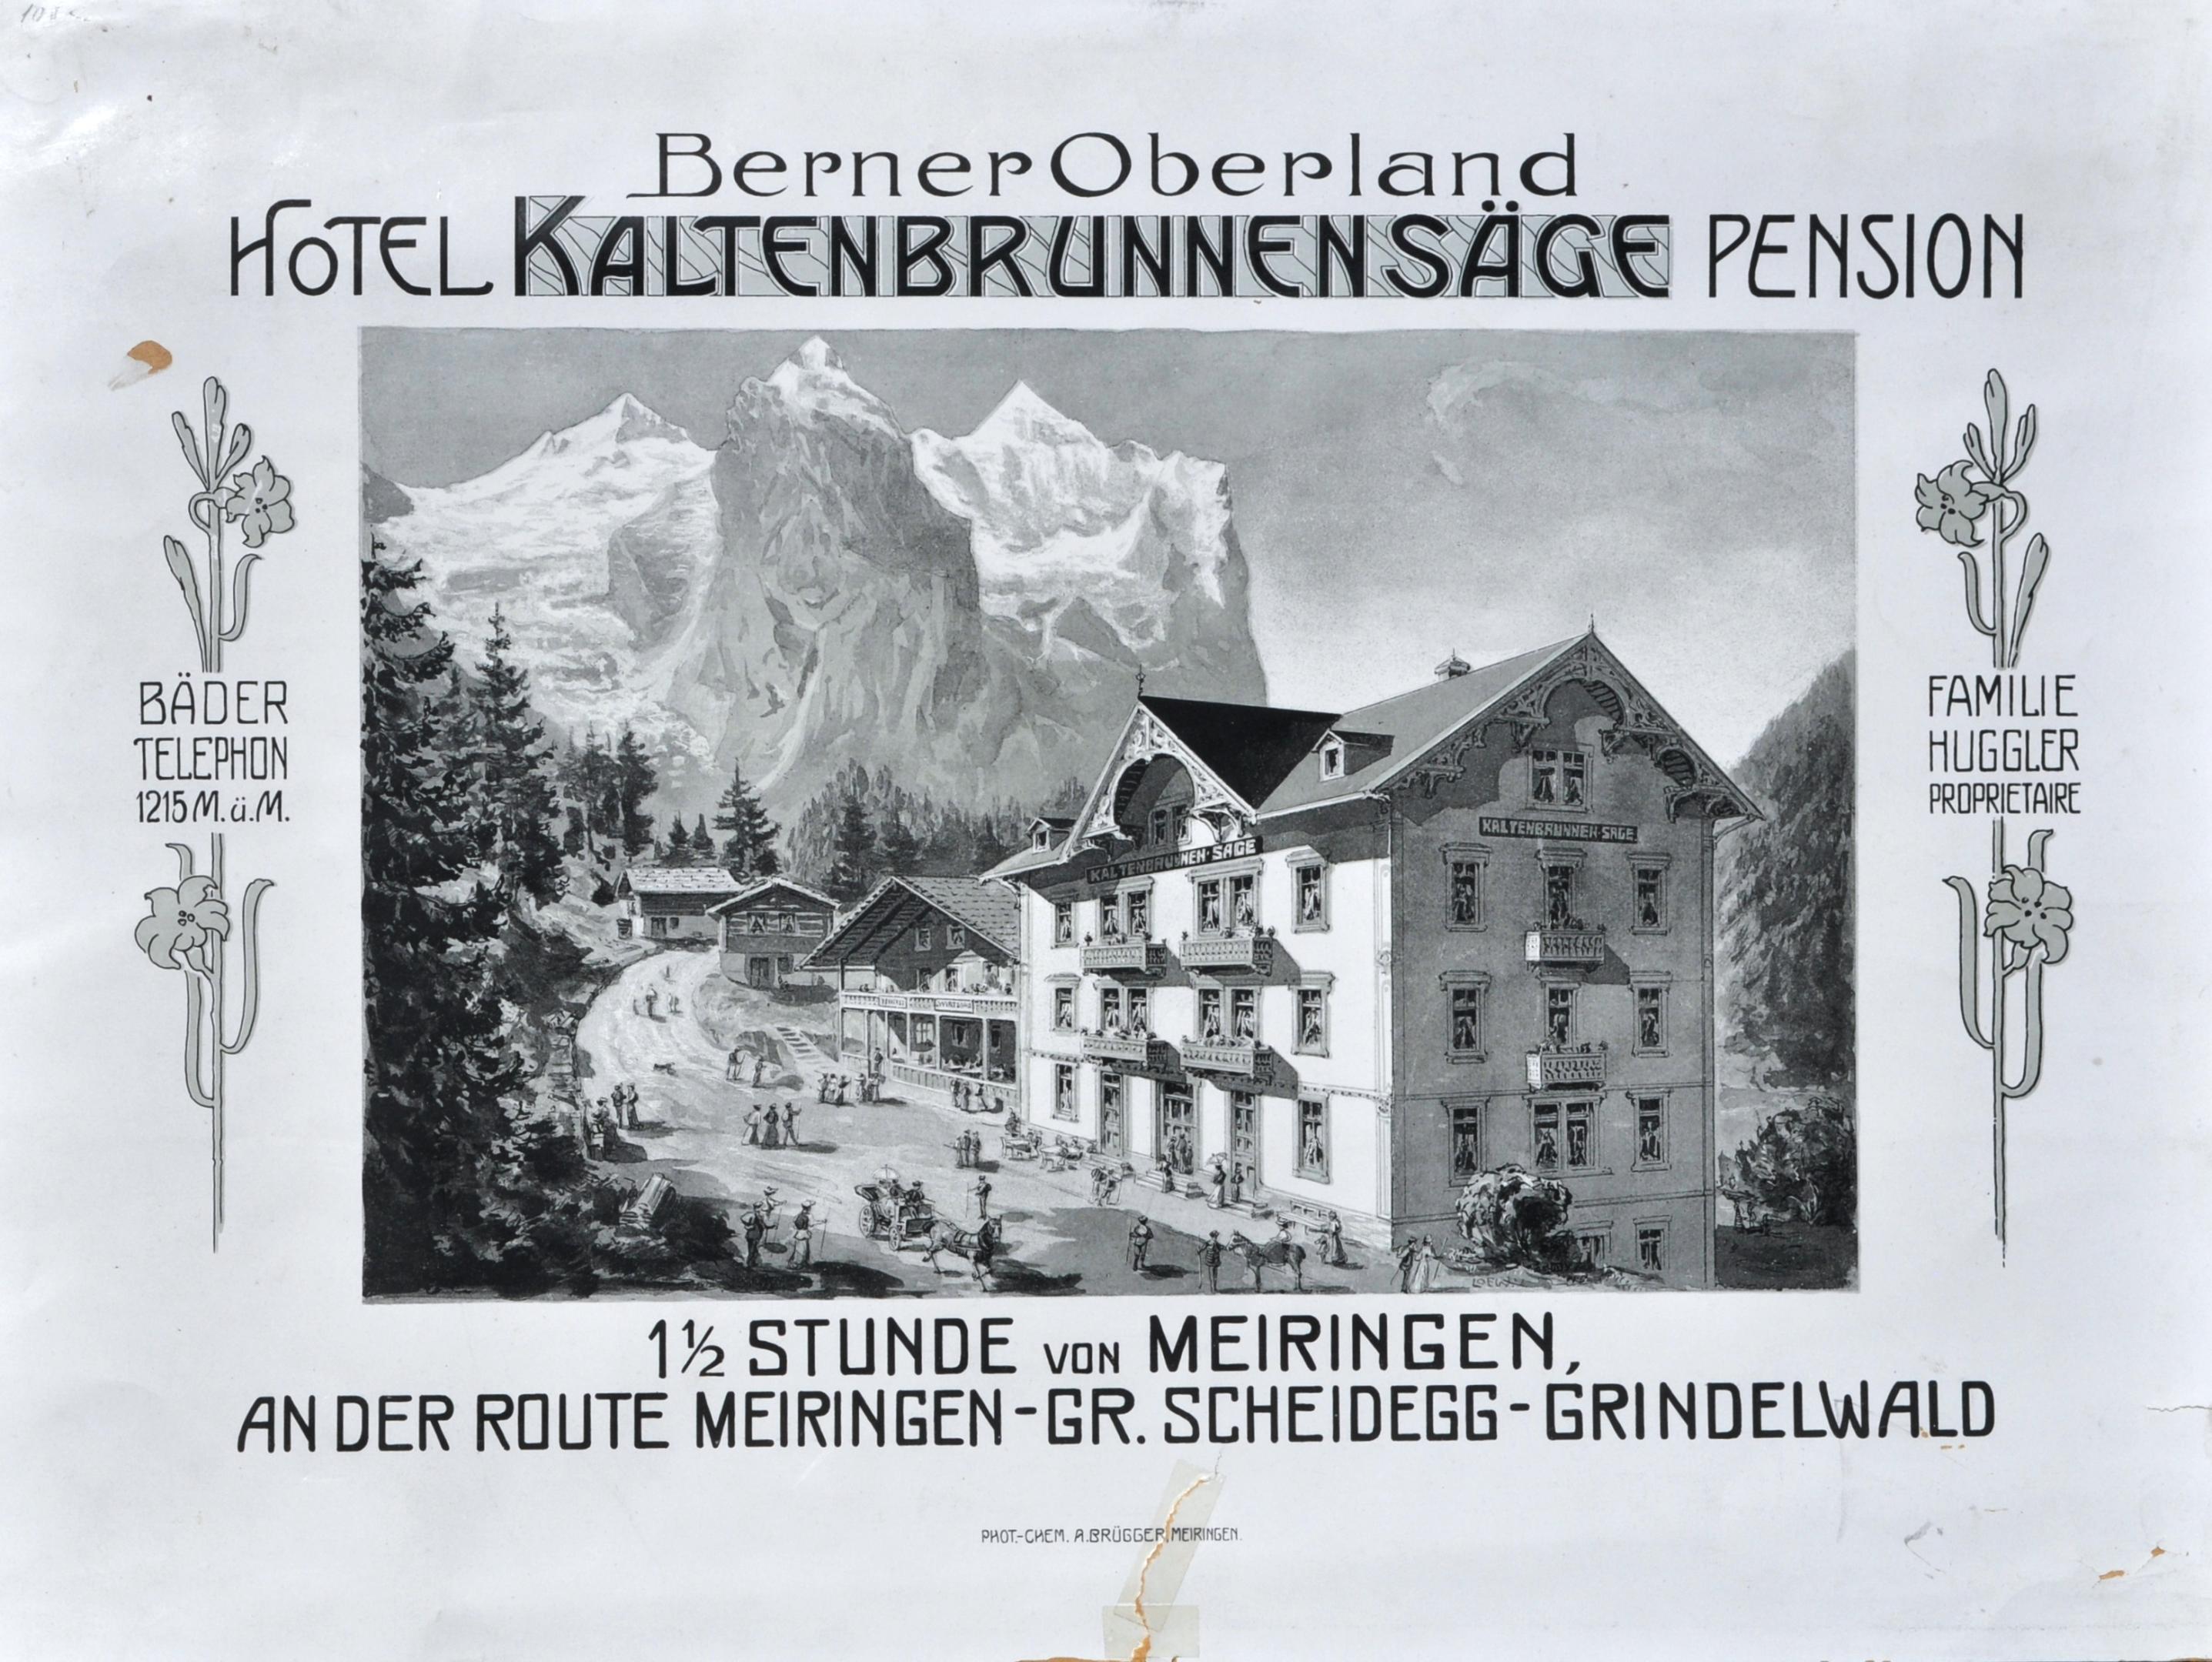 Berner Oberland
HOTEL KALTENBRUNNENSÄGE PENSION
BÄDER
TELEPHON
1215 M. ü. M.
FAMILIE
HUGGLER
PROPRIETAIRE
KALTENBRUNNEN-SÄGE
KALTENBRUNNEN-SAGE
1½ STUNDE VON MEIRINGEN,
AN DER ROUTE MEIRINGEN-GR. SCHEIDEGG-GRINDELWALD
PHOT.-CHEM. A. BRÜGGER, MEIRINGEN.